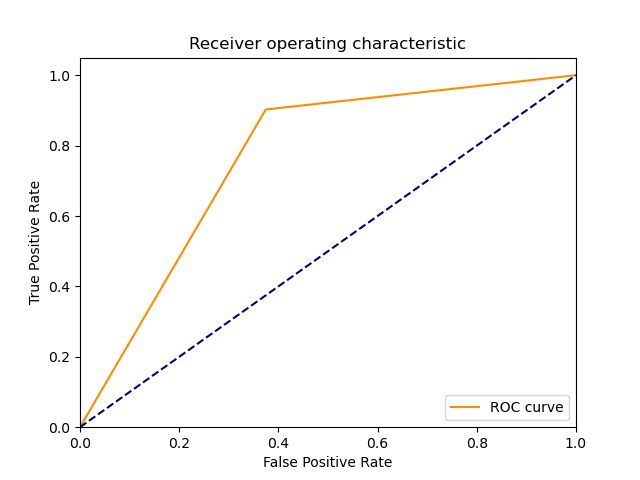 Receiver operating characteristic
True Positive Rate
1.0
0.8
0.6
0.4
0.2
0.0
0.0 0.2 0.4 0.6 0.8 1.0
False Positive Rate
ROC curve